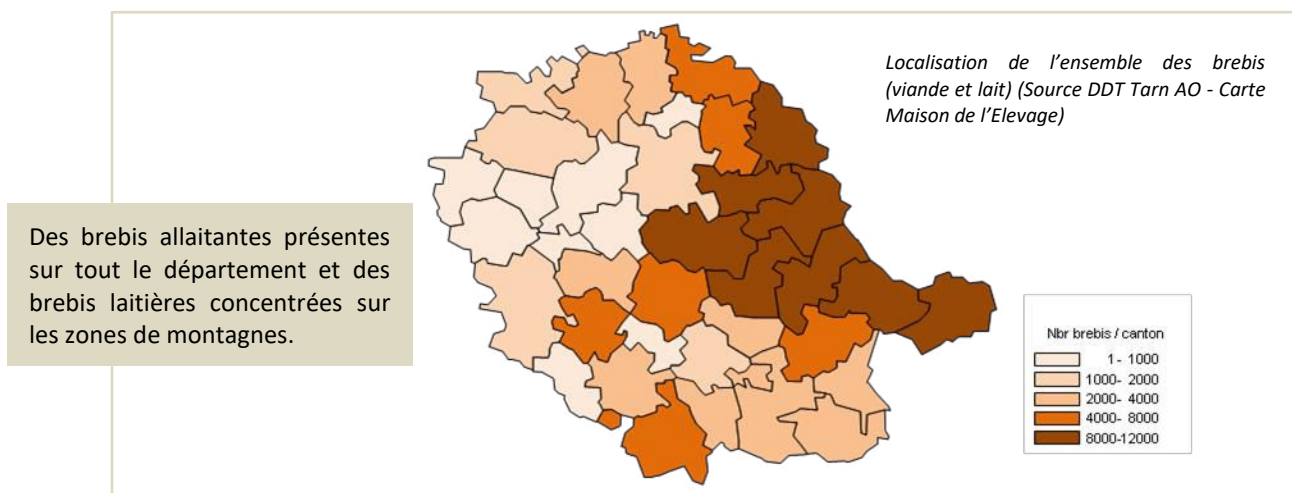 Localisation de l’ensemble des brebis
(viande et lait) (Source DDT Tarn AO - Carte
Maison de l’Elevage)
Des brebis allaitantes présentes
sur tout le département et des
brebis laitières concentrées sur
les zones de montagnes.
Nbr brebis / canton
1- 1000
1000- 2000
2000- 4000
4000- 8000
8000-12000